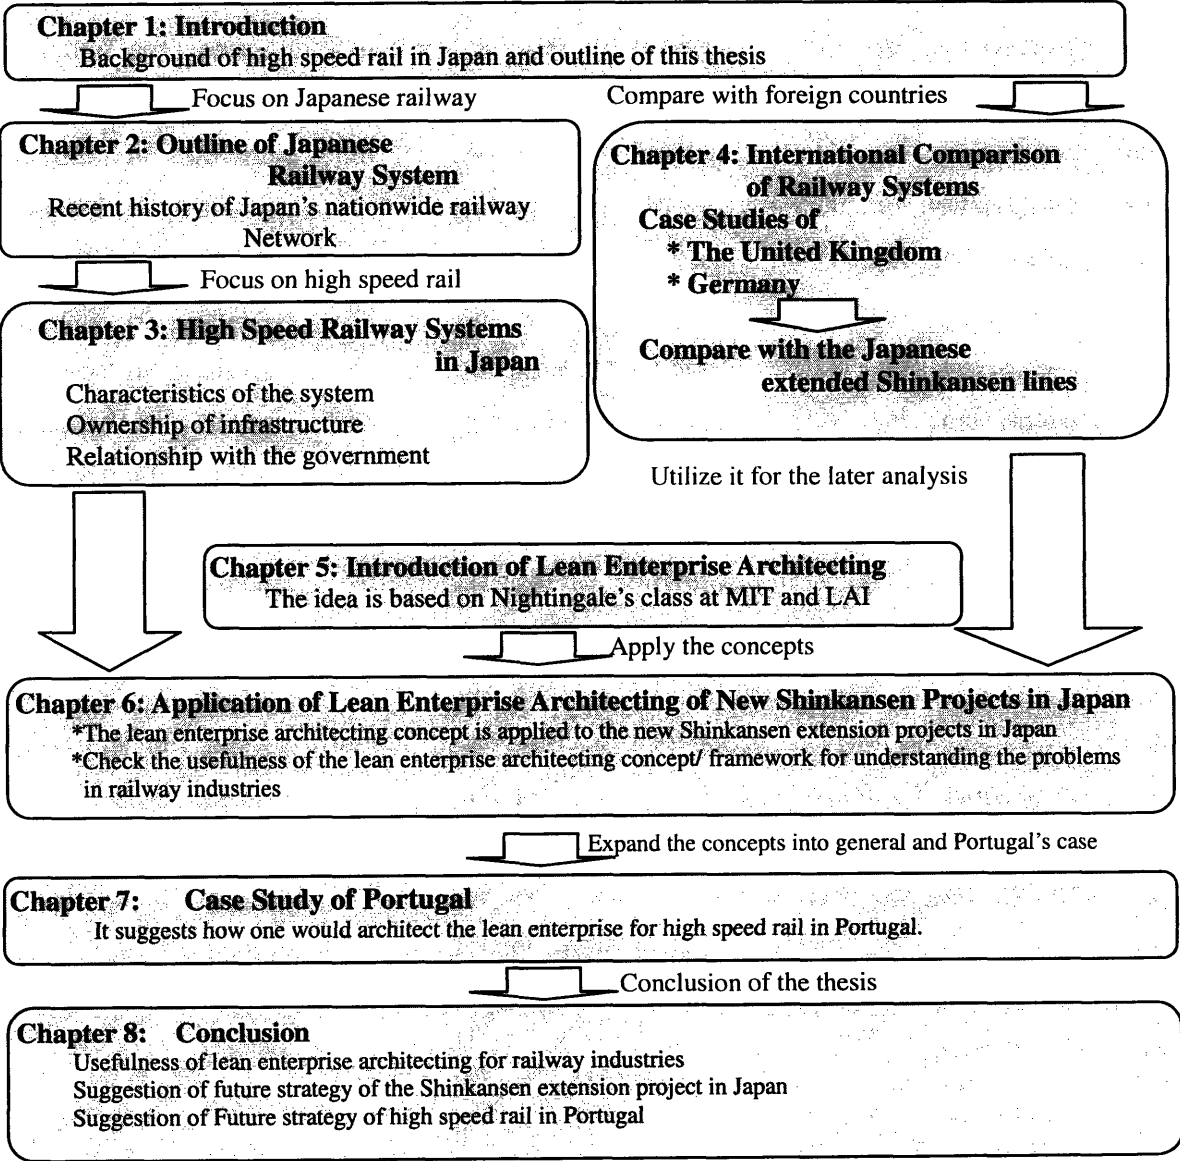 Chapter 1: Introduction
Background of high speed rail in Japan and outline of this thesis
Focus on Japanese railway
Compare with foreign countries
Chapter 2: Outline of Japanese
Railway System
Recent history of Japan's nationwide railway
Network
Focus on high speed rail
Chapter 3: High Speed Railway Systems
in Japan
Characteristics of the system
Ownership of infrastructure
Relationship with the government
Chapter 4: International Comparison
of Railway Systems
Case Studies of
* The United Kingdom
* Germany
Compare with the Japanese
extended Shinkansen lines
Utilize it for the later analysis
Chapter 5: Introduction of Lean Enterprise Architecting
The idea is based on Nightingale's class at MIT and LAI
Apply the concepts
Chapter 6: Application of Lean Enterprise Architecting of New Shinkansen Projects in Japan
*The lean enterprise architecting concept is applied to the new Shinkansen extension projects in Japan
*Check the usefulness of the lean enterprise architecting concept/ framework for understanding the problems
in railway industries
Expand the concepts into general and Portugal's case
Chapter 7: Case Study of Portugal
It suggests how one would architect the lean enterprise for high speed rail in Portugal.
Conclusion of the thesis
Chapter 8: Conclusion
Usefulness of lean enterprise architecting for railway industries
Suggestion of future strategy of the Shinkansen extension project in Japan
Suggestion of Future strategy of high speed rail in Portugal